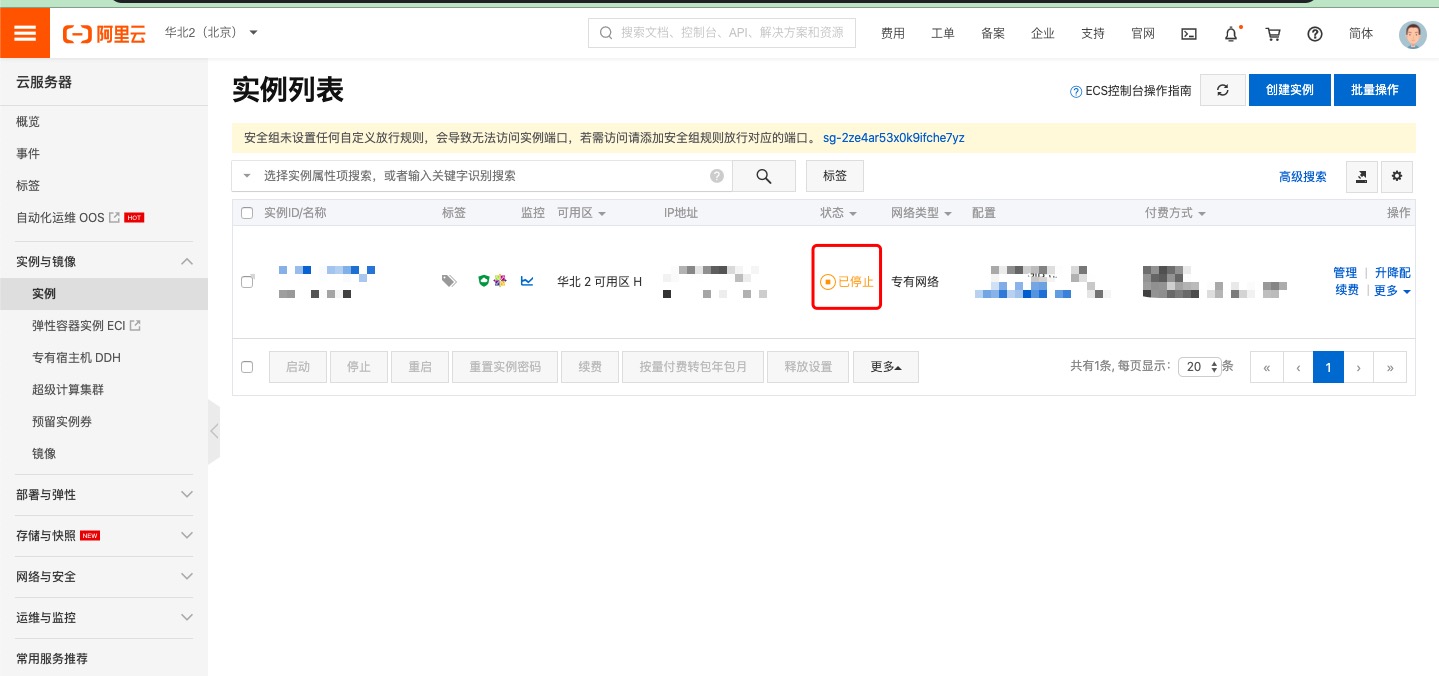 阿里云 华北2（北京） 搜索文档、控制台、API、解决方案和资源 费用 工单 备案 企业 支持 官网 简体
云服务器
概览
事件
标签
自动化运维 OOS HOT
实例与镜像
实例
弹性容器实例 ECI
专有宿主机 DDH
超级计算集群
预留实例券
镜像
部署与弹性
存储与快照 NEW
网络与安全
运维与监控
常用服务推荐
实例列表
ECS控制台操作指南 创建实例 批量操作
安全组未设置任何自定义放行规则，会导致无法访问实例端口，若需访问请添加安全组规则放行对应的端口。 sg-2ze4ar53x0k9ifche7yz
选择实例属性项搜索，或者输入关键字识别搜索 标签 高级搜索
实例ID/名称 标签 监控 可用区 IP地址 状态 网络类型 配置 付费方式 操作
华北 2 可用区 H 已停止 专有网络
管理 升降配
续费 更多
启动 停止 重启 重置实例密码 续费 按量付费转包年包月 释放设置 更多 共有1条, 每页显示: 20 条 « ‹ 1 › »